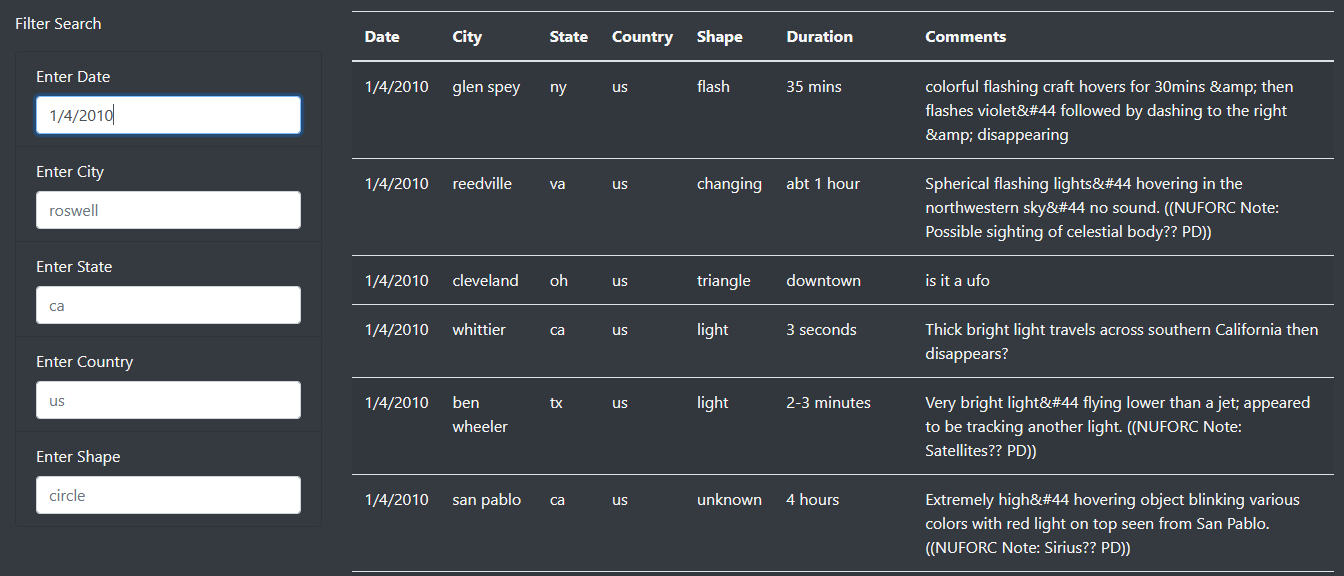 Filter Search
Enter Date
1/4/2010
Enter City
roswell
Enter State
ca
Enter Country
us
Enter Shape
circle
Date City State Country Shape Duration Comments
1/4/2010 glen spey ny us flash 35 mins colorful flashing craft hovers for 30mins &amp; then
flashes violet&#44 followed by dashing to the right
&amp; disappearing
1/4/2010 reedville va us changing abt 1 hour Spherical flashing lights&#44 hovering in the
northwestern sky&#44 no sound. ((NUFORC Note:
Possible sighting of celestial body?? PD))
1/4/2010 cleveland oh us triangle downtown is it a ufo
1/4/2010 whittier ca us light 3 seconds Thick bright light travels across southern California then
disappears?
1/4/2010 ben tx us light 2-3 minutes Very bright light&#44 flying lower than a jet; appeared
wheeler to be tracking another light. ((NUFORC Note:
Satellites?? PD))
1/4/2010 san pablo ca us unknown 4 hours Extremely high&#44 hovering object blinking various
colors with red light on top seen from San Pablo.
((NUFORC Note: Sirius?? PD))